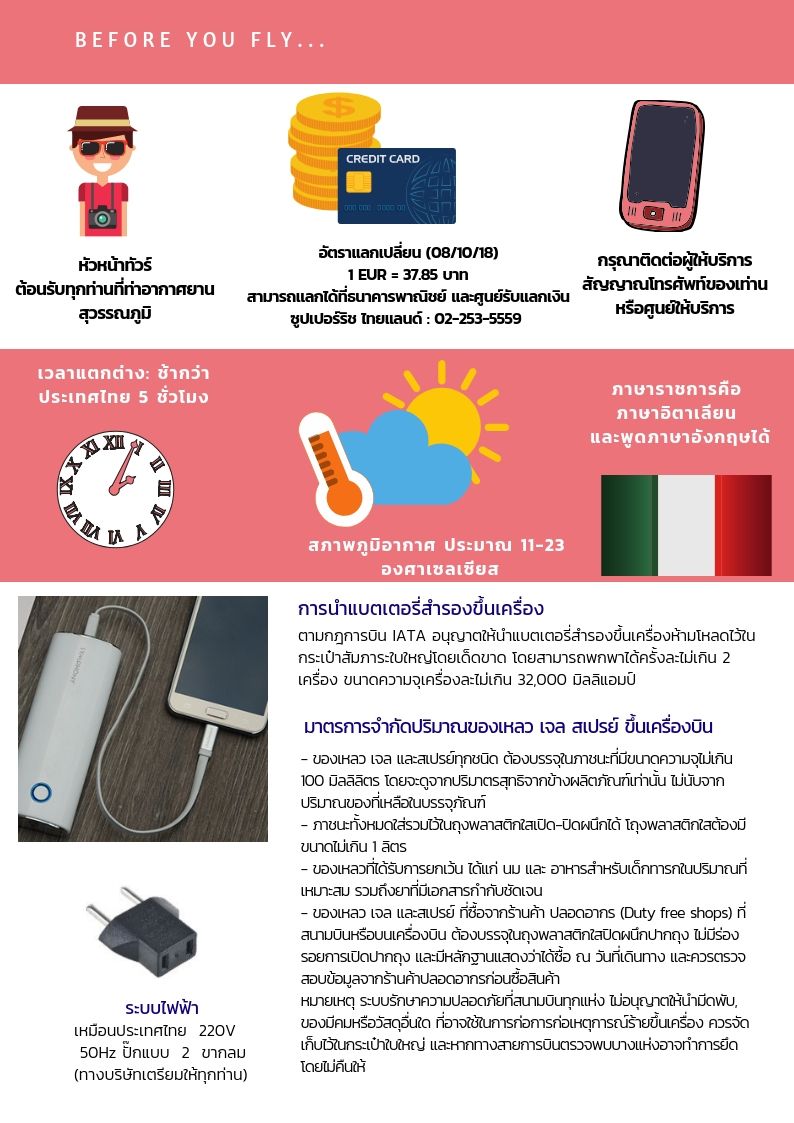 BEFORE YOU FLY...
CREDIT CARD
หัวหน้าทัวร์
ต้อนรับทุกท่านที่ท่าอากาศยาน
สุวรรณภูมิ
อัตราแลกเปลี่ยน (08/10/18)
1 EUR = 37.85 บาท
สามารถแลกได้ที่ธนาคารพาณิชย์ และศูนย์รับแลกเงิน
ซูปเปอร์ริช ไทยแลนด์ : 02-253-5559
กรุณาติดต่อผู้ให้บริการ
สัญญาณโทรศัพท์ของเท่าน
หรือศูนย์ให้บริการ
เวลาแตกต่าง: ช้ากว่า
ประเทศไทย 5 ชั่วโมง
XII I II III IV V VI VII VIII IX X XI
สภาพภูมิอากาศ ประมาณ 11-23
องศาเซลเซียส
ภาษาราชการคือ
ภาษาอิตาเลียน
และพูดภาษาอังกฤษได้
การนำแบตเตอรี่สำรองขึ้นเครื่อง
ตามกฎการบิน IATA อนุญาตให้นำแบตเตอรี่สำรองขึ้นเครื่องห้ามโหลดไว้ใน
กระเป๋าสัมภาระใบใหญ่โดยเด็ดขาด โดยสามารถพกพาได้ครั้งละไม่เกิน 2
เครื่อง ขนาดความจุเครื่องละไม่เกิน 32,000 มิลลิแอมป์
มาตรการจำกัดปริมาณของเหลว เจล สเปรย์ ขึ้นเครื่องบิน
- ของเหลว เจล และสเปรย์ทุกชนิด ต้องบรรจุในภาชนะที่มีขนาดความจุไม่เกิน
100 มิลลิลิตร โดยจะดูจากปริมาตรสุทธิจากข้างผลิตภัณฑ์เท่านั้น ไม่นับจาก
ปริมาณของที่เหลือในบรรจุภัณฑ์
- ภาชนะทั้งหมดใส่รวมไว้ในถุงพลาสติกใสเปิด-ปิดผนึกได้ โถุงพลาสติกใสต้องมี
ขนาดไม่เกิน 1 ลิตร
- ของเหลวที่ได้รับการยกเว้น ได้แก่ นม และ อาหารสำหรับเด็กทารกในปริมาณที่
เหมาะสม รวมถึงยาที่มีเอกสารกำกับชัดเจน
- ของเหลว เจล และสเปรย์ ที่ซื้อจากร้านค้า ปลอดอากร (Duty free shops) ที่
สนามบินหรือบนเครื่องบิน ต้องบรรจุในถุงพลาสติกใสปิดผนึกปากถุง ไม่มีร่อง
รอยการเปิดปากถุง และมีหลักฐานแสดงว่าได้ซื้อ ณ วันที่เดินทาง และควรตรวจ
สอบข้อมูลจากร้านค้าปลอดอากรก่อนซื้อสินค้า
หมายเหตุ ระบบรักษาความปลอดภัยที่สนามบินทุกแห่ง ไม่อนุญาตให้นำมีดพับ,
ของมีคมหรือวัสดุอื่นใด ที่อาจใช้ในการก่อการก่อเหตุการณ์ร้ายขึ้นเครื่อง ควรจัด
เก็บไว้ในกระเป๋าใบใหญ่ และหากทางสายการบินตรวจพบบางแห่งอาจทำการยึด
โดยไม่คืนให้
ระบบไฟฟ้า
เหมือนประเทศไทย 220V
50Hz ปั๊กแบบ 2 ขากลม
(ทางบริษัทเตรียมให้ทุกท่าน)